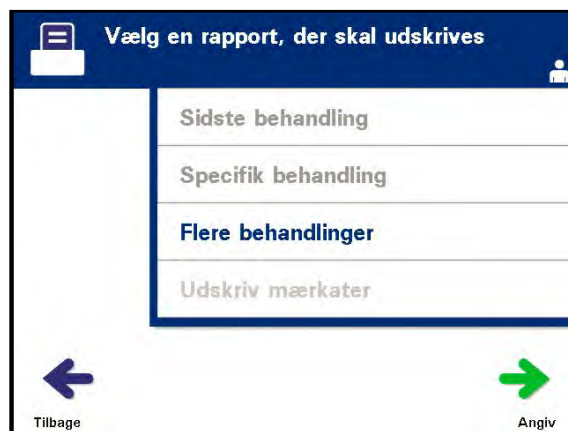 Vælg en rapport, der skal udskrives
Sidste behandling
Specifik behandling
Flere behandlinger
Udskriv mærkater
Tilbage
Angiv